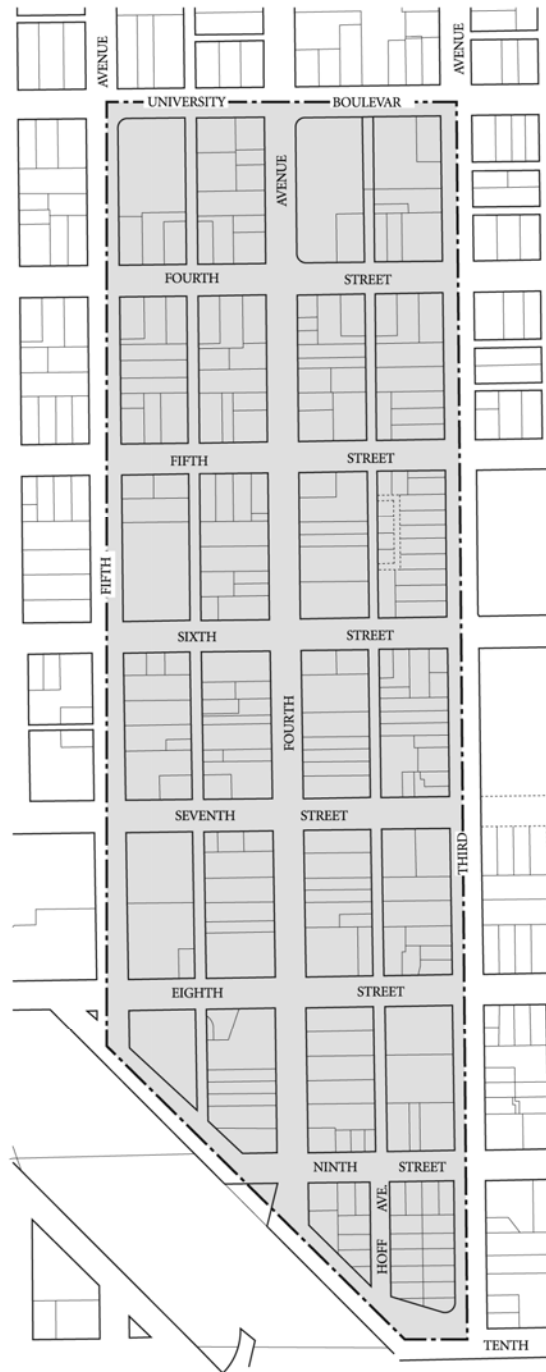 AVENUE
AVENUE
UNIVERSITY BOULEVAR
AVENUE
FOURTH STREET
FIFTH STREET
FIFTH
SIXTH STREET
FOURTH
SEVENTH STREET
THIRD
EIGHTH STREET
NINTH STREET
HOFF AVE.
TENTH